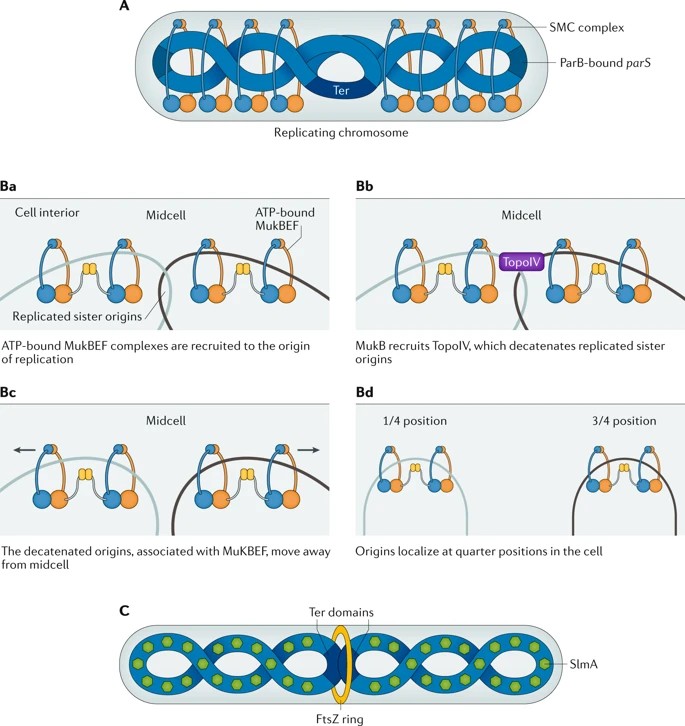 A
SMC complex
ParB-bound parS
Ter
Replicating chromosome
Ba
Cell interior
Midcell
ATP-bound
MukBEF
Replicated sister origins
ATP-bound MukBEF complexes are recruited to the origin
of replication
Bb
Midcell
TopoIV
MukB recruits TopoIV, which decatenates replicated sister
origins
Bc
Midcell
The decatenated origins, associated with MuKBEF, move away
from midcell
Bd
1/4 position
3/4 position
Origins localize at quarter positions in the cell
C
Ter domains
SlmA
FtsZ ring